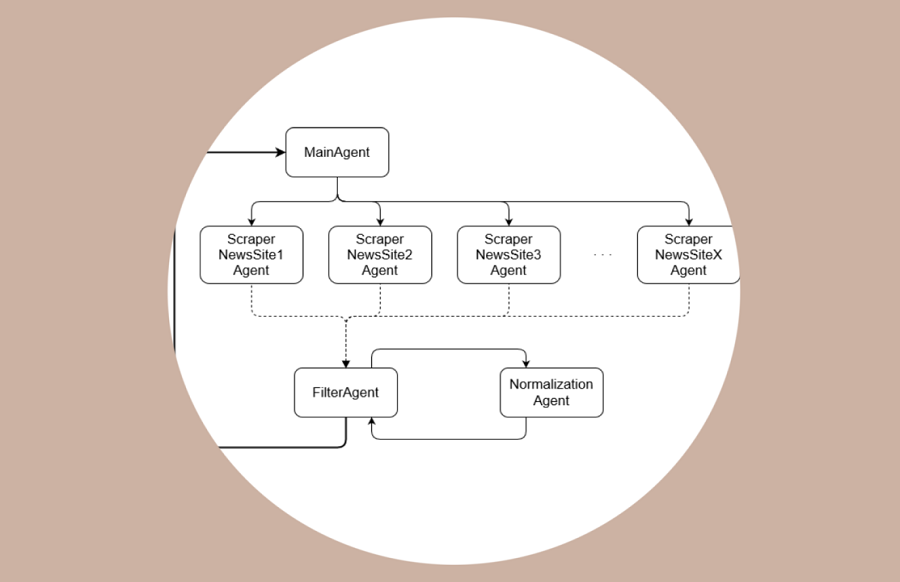 MainAgent
Scraper
NewsSite1
Agent
Scraper
NewsSite2
Agent
Scraper
NewsSite3
Agent
. . .
Scraper
NewsSiteX
Agent
FilterAgent
Normalization
Agent